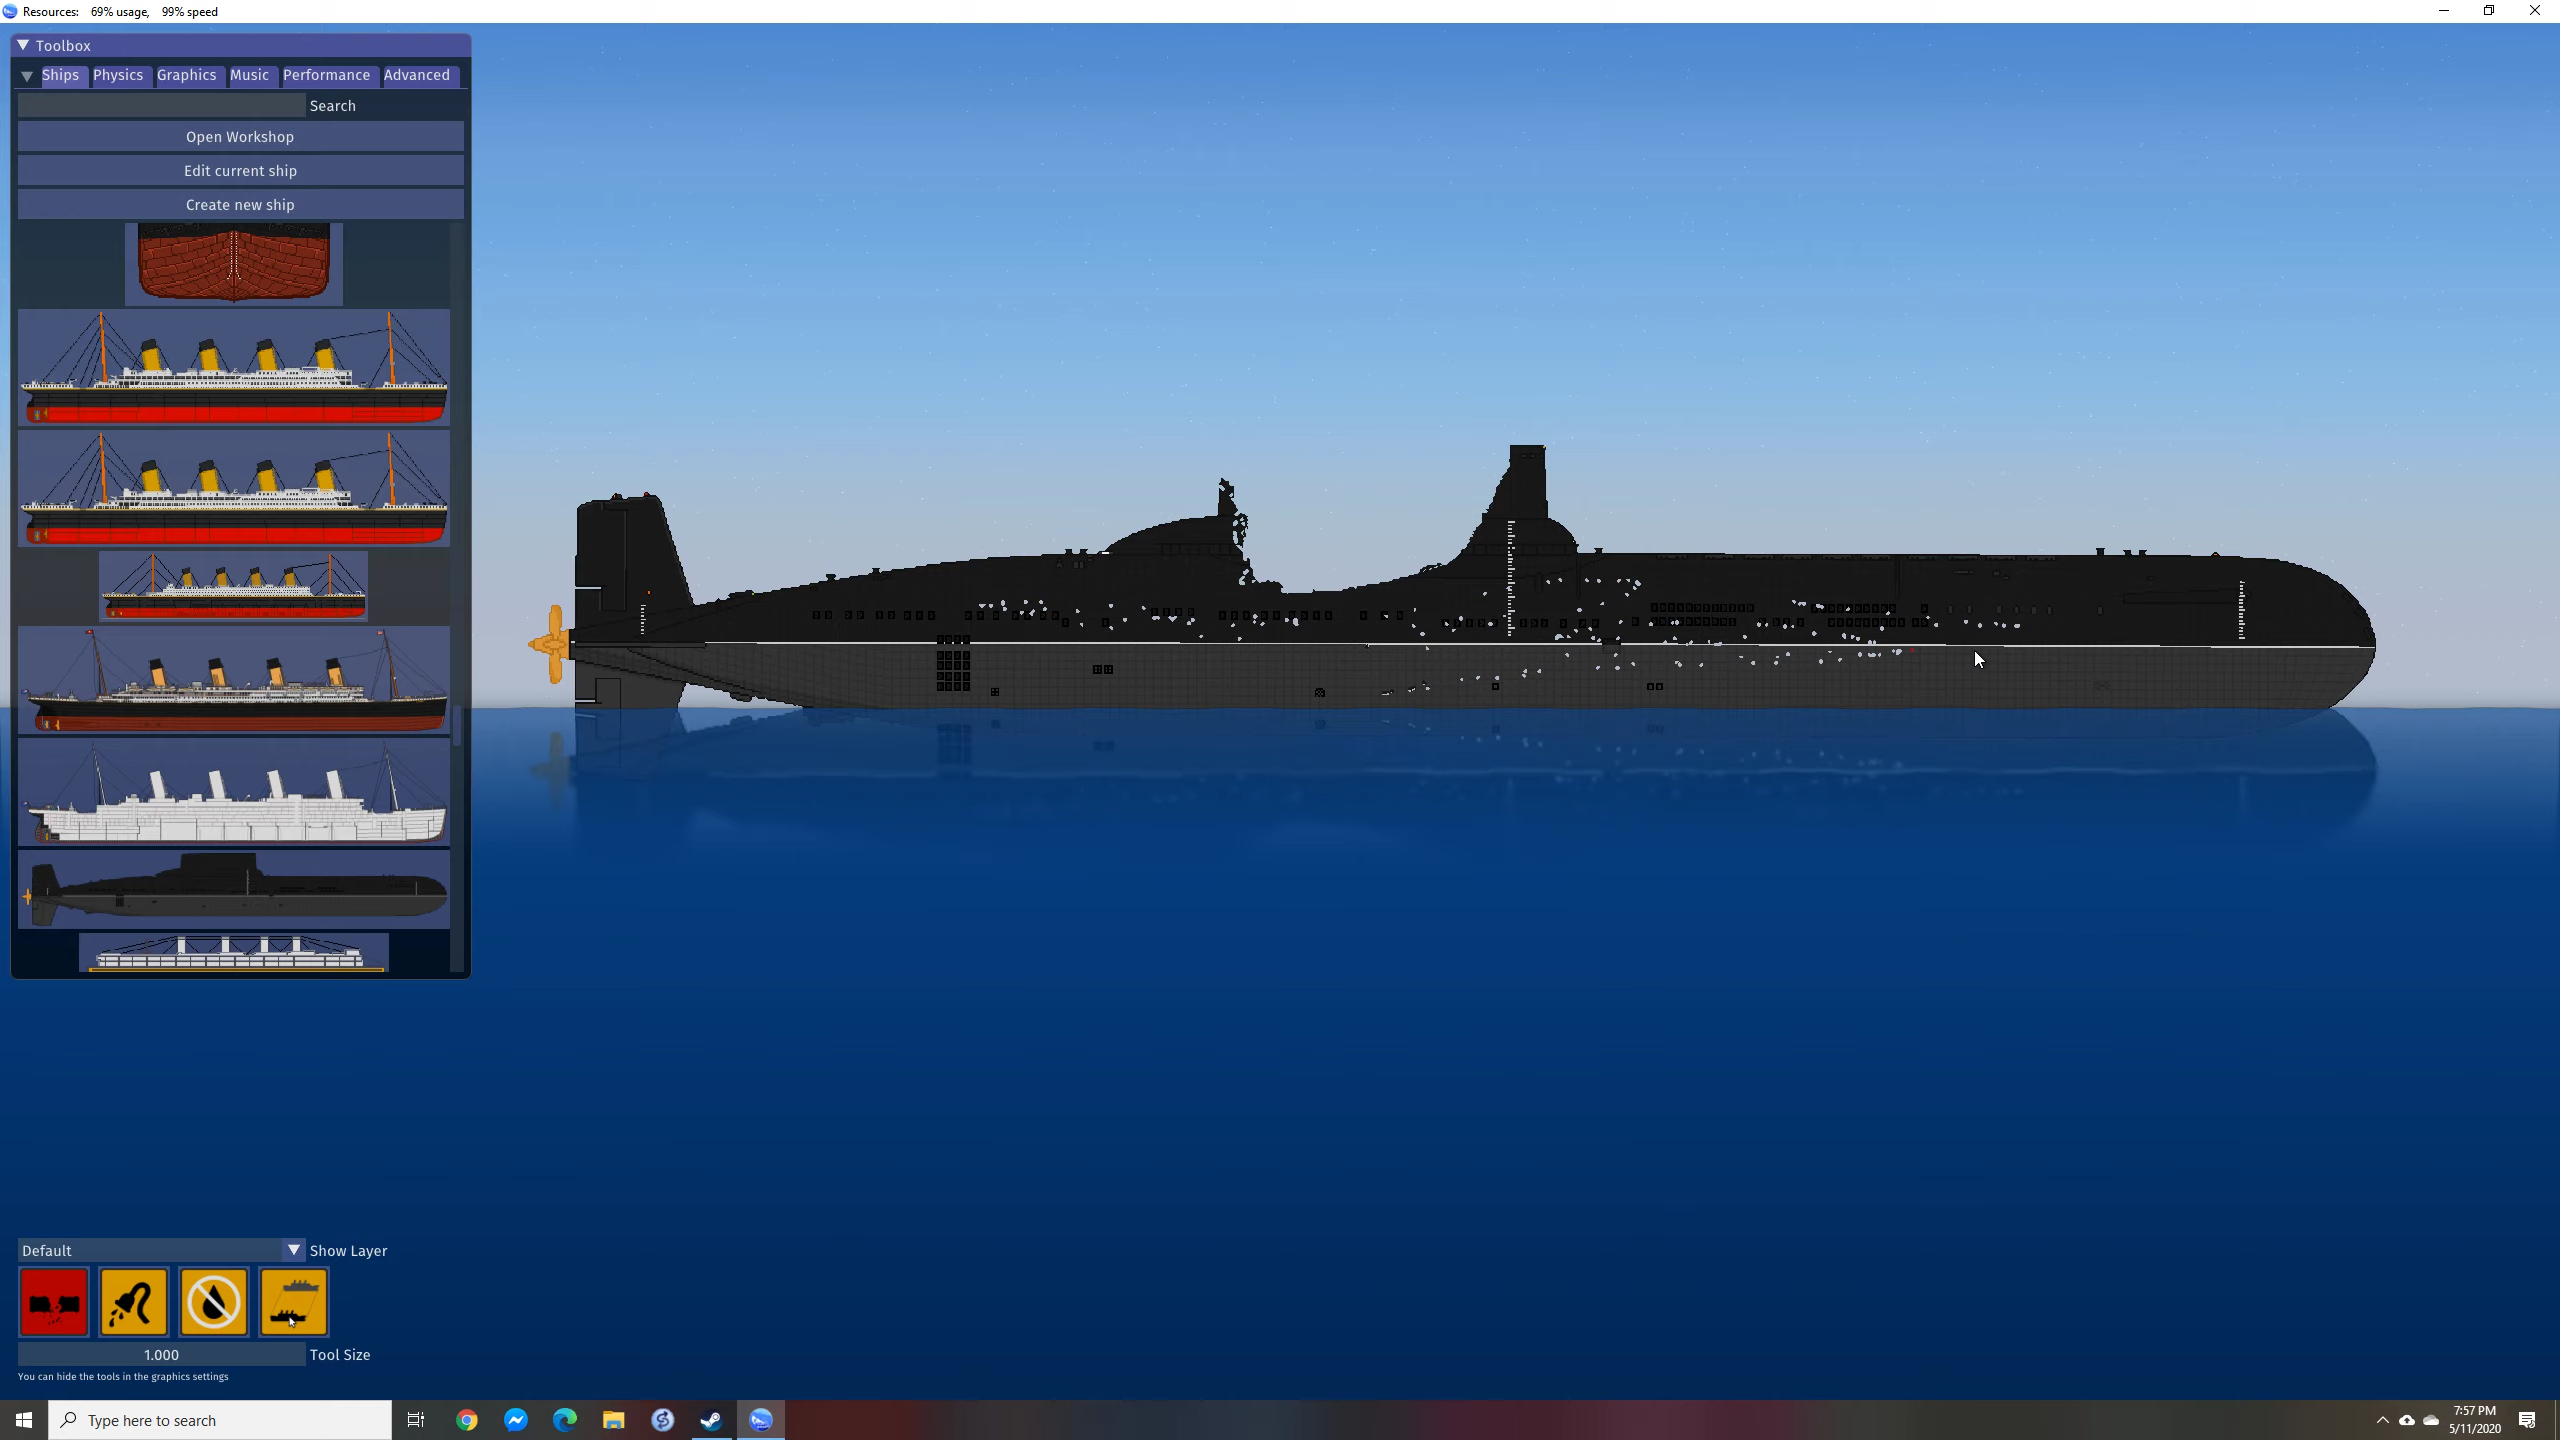 Resources: 69% usage, 99% speed
Toolbox
Ships Physics Graphics Music Performance Advanced
Search
Open Workshop
Edit current ship
Create new ship
Default Show Layer
1.000 Tool Size
You can hide the tools in the graphics settings
Type here to search
7:57 PM
5/11/2020